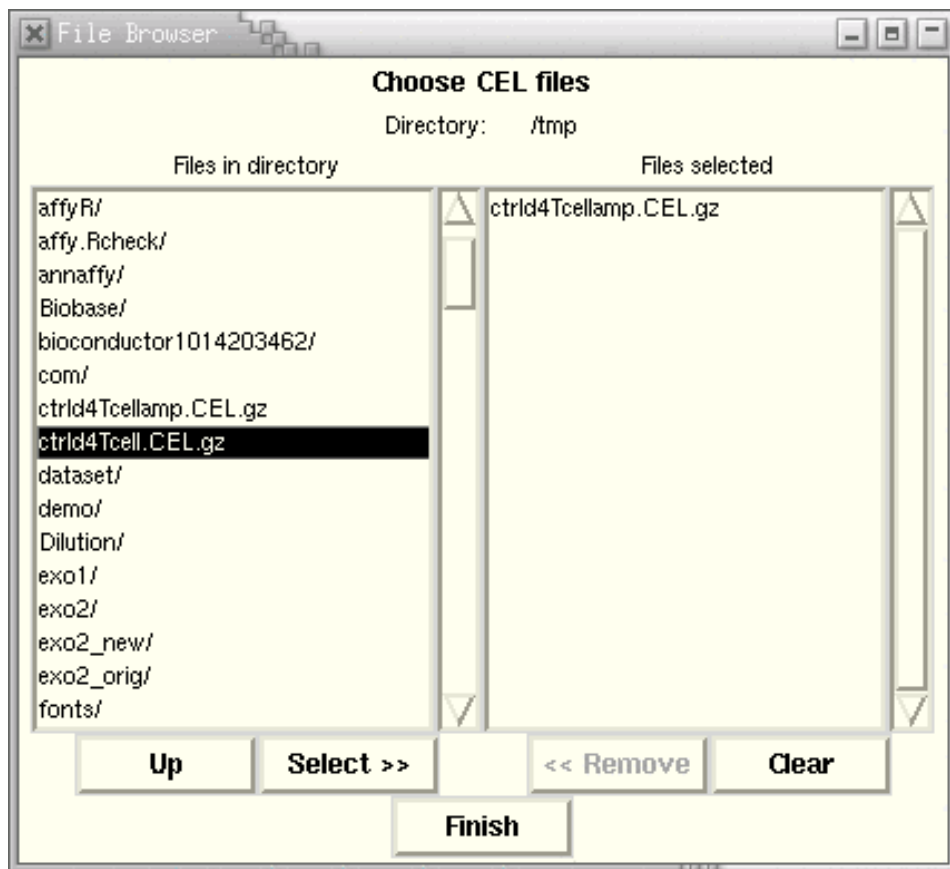 File Browser
Choose CEL files
Directory: /tmp
Files in directory
Files selected
affyR/
affy.Rcheck/
annaffy/
Biobase/
bioconductor1014203462/
com/
ctrld4Tcellamp.CEL.gz
ctrld4Tcell.CEL.gz
dataset/
demo/
Dilution/
exo1/
exo2/
exo2_new/
exo2_orig/
fonts/
ctrld4Tcellamp.CEL.gz
Up
Select >>
<< Remove
Clear
Finish